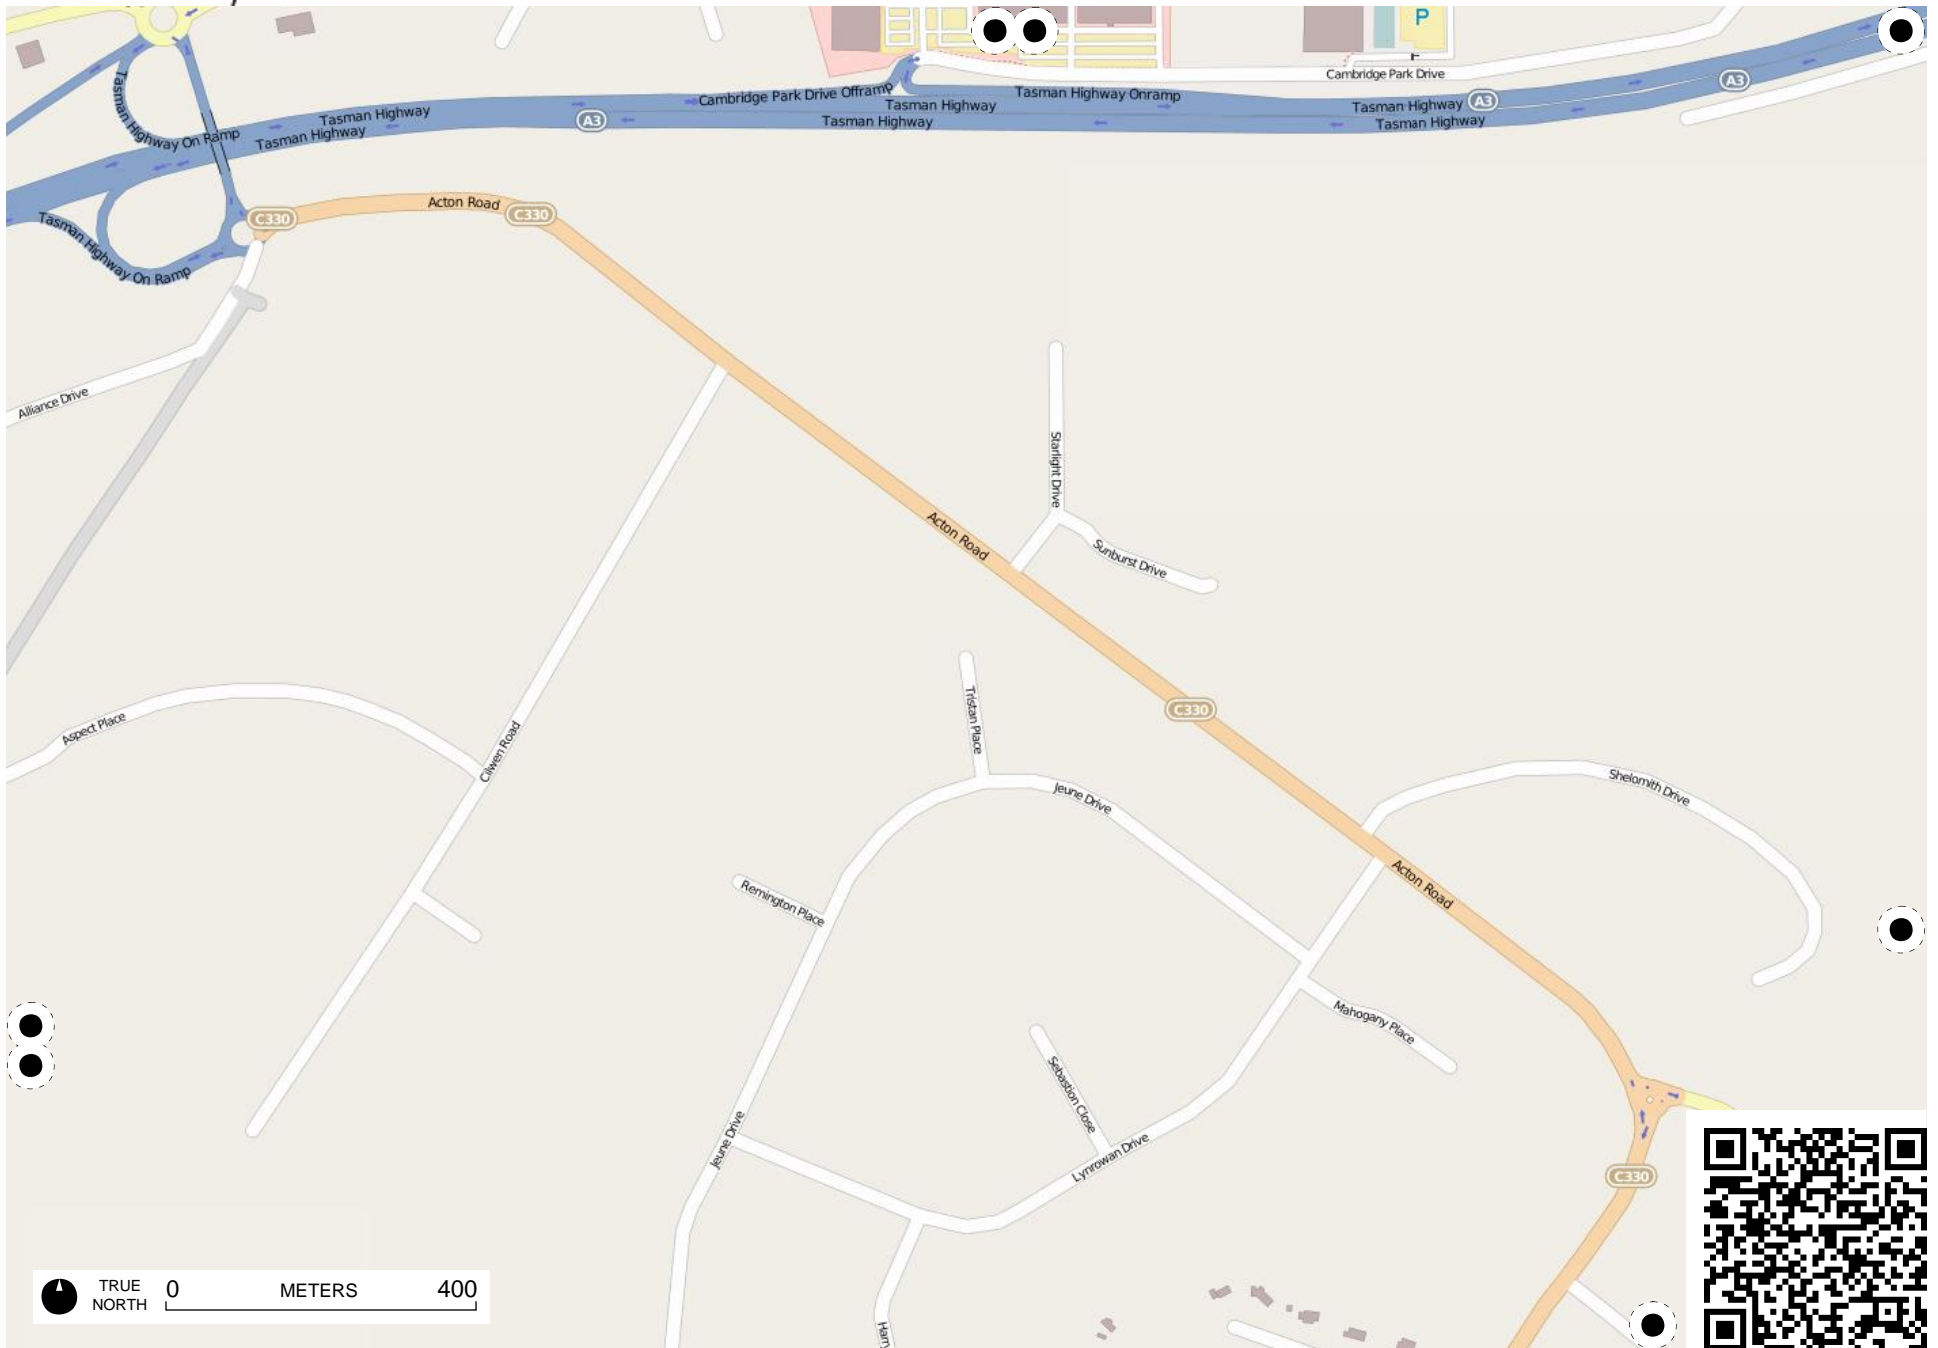 P
Cambridge Park Drive
A3
Cambridge Park Drive Offramp
Tasman Highway Onramp
Tasman Highway
Tasman Highway
Tasman Highway
A3
Tasman Highway
A3
Tasman Highway
Tasman Highway
Tasman Highway
Tasman Highway On Ramp
Tasman Highway On Ramp
C330
Acton Road
C330
Alliance Drive
Starlight Drive
Acton Road
Sunburst Drive
C330
Tristan Place
Aspect Place
Cilwen Road
Jeune Drive
Shelomith Drive
Acton Road
Remington Place
Mahogany Place
Sebastion Close
Jeune Drive
Lynrowan Drive
C330
TRUE
NORTH
0 METERS 400